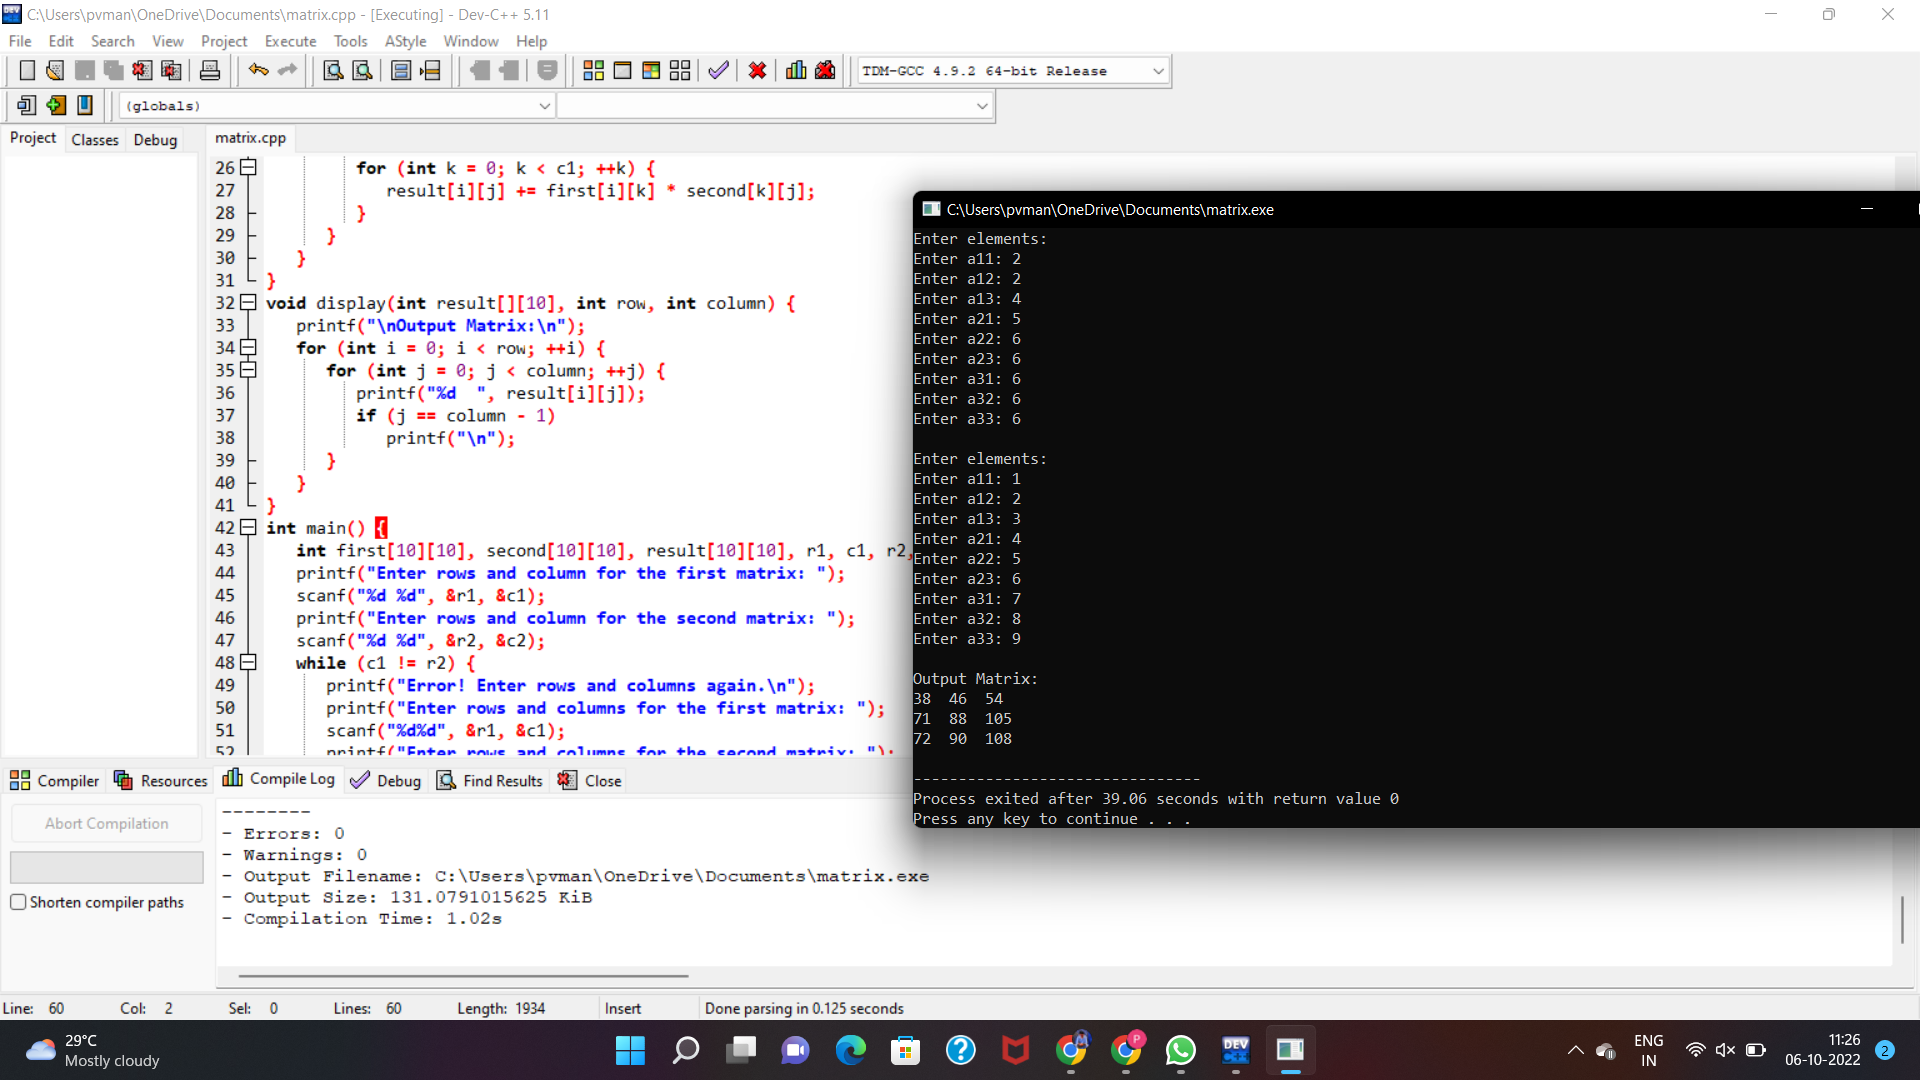 C:\Users\pvman\OneDrive\Documents\matrix.cpp - [Executing] - Dev-C++ 5.11
File Edit Search View Project Execute Tools AStyle Window Help
TDM-GCC 4.9.2 64-bit Release
(globals)
Project Classes Debug matrix.cpp
26 for (int k = 0; k < c1; ++k) {
27 result[i][j] += first[i][k] * second[k][j];
28 }
29 }
30 }
31 }
32 void display(int result[][10], int row, int column) {
33 printf("\nOutput Matrix:\n");
34 for (int i = 0; i < row; ++i) {
35 for (int j = 0; j < column; ++j) {
36 printf("%d  ", result[i][j]);
37 if (j == column - 1)
38 printf("\n");
39 }
40 }
41 }
42 int main() {
43 int first[10][10], second[10][10], result[10][10], r1, c1, r2,
44 printf("Enter rows and column for the first matrix: ");
45 scanf("%d %d", &r1, &c1);
46 printf("Enter rows and column for the second matrix: ");
47 scanf("%d %d", &r2, &c2);
48 while (c1 != r2) {
49 printf("Error! Enter rows and columns again.\n");
50 printf("Enter rows and columns for the first matrix: ");
51 scanf("%d%d", &r1, &c1);
52 printf("Enter rows and columns for the second matrix: ");
C:\Users\pvman\OneDrive\Documents\matrix.exe
Enter elements:
Enter a11: 2
Enter a12: 2
Enter a13: 4
Enter a21: 5
Enter a22: 6
Enter a23: 6
Enter a31: 6
Enter a32: 6
Enter a33: 6
Enter elements:
Enter a11: 1
Enter a12: 2
Enter a13: 3
Enter a21: 4
Enter a22: 5
Enter a23: 6
Enter a31: 7
Enter a32: 8
Enter a33: 9
Output Matrix:
38  46  54
71  88  105
72  90  108
--------------------------------
Process exited after 39.06 seconds with return value 0
Press any key to continue . . .
Compiler Resources Compile Log Debug Find Results Close
Abort Compilation
Shorten compiler paths
--------
- Errors: 0
- Warnings: 0
- Output Filename: C:\Users\pvman\OneDrive\Documents\matrix.exe
- Output Size: 131.0791015625 KiB
- Compilation Time: 1.02s
Line: 60 Col: 2 Sel: 0 Lines: 60 Length: 1934 Insert Done parsing in 0.125 seconds
29°C
Mostly cloudy
DEV
P
ENG
IN
11:26
06-10-2022
2